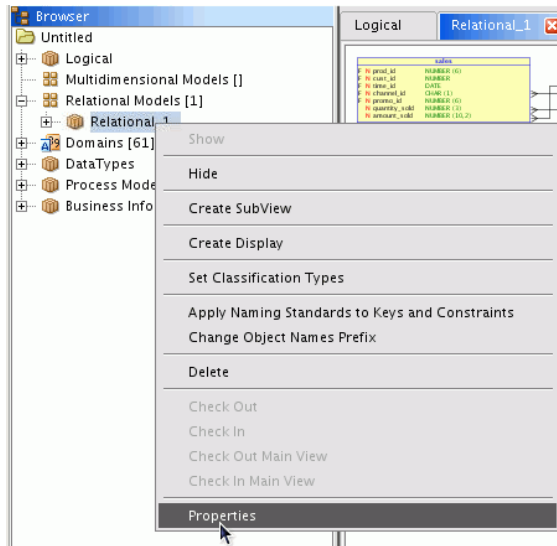 Browser
Untitled
Logical
Multidimensional Models []
Relational Models [1]
Relational_1
Domains [61]
DataTypes
Process Mode
Business Info
Logical
Relational_1
sales
F N prod_id NUMBER (6)
F N cust_id NUMBER
F N time_id DATE
F N channel_id CHAR (1)
F N promo_id NUMBER (6)
N quantity_sold NUMBER (3)
N amount_sold NUMBER (10,2)
Show
Hide
Create SubView
Create Display
Set Classification Types
Apply Naming Standards to Keys and Constraints
Change Object Names Prefix
Delete
Check Out
Check In
Check Out Main View
Check In Main View
Properties